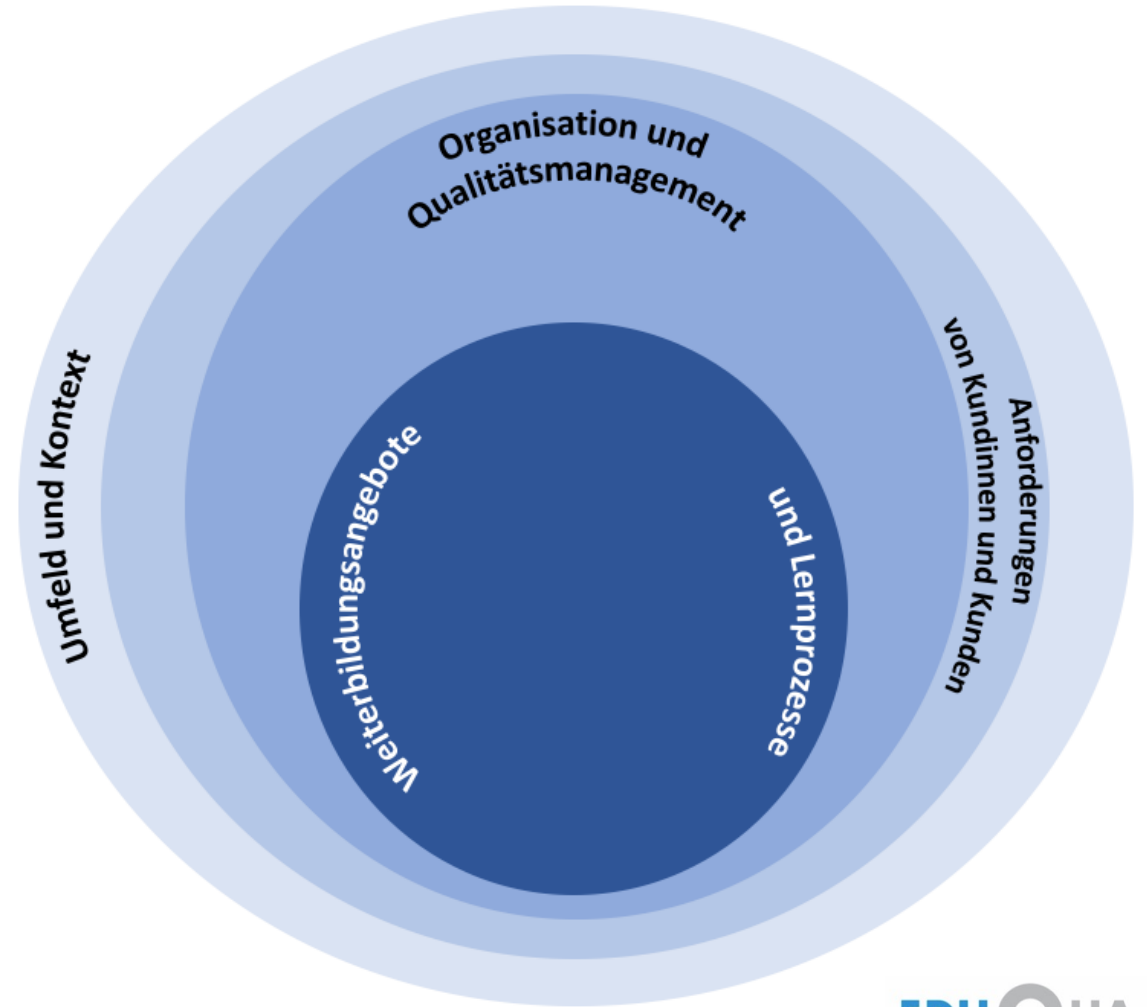 Organisation und
Qualitätsmanagement
Umfeld und Kontext
Anforderungen
von Kundinnen und Kunden
Weiterbildungsangebote
und Lernprozesse